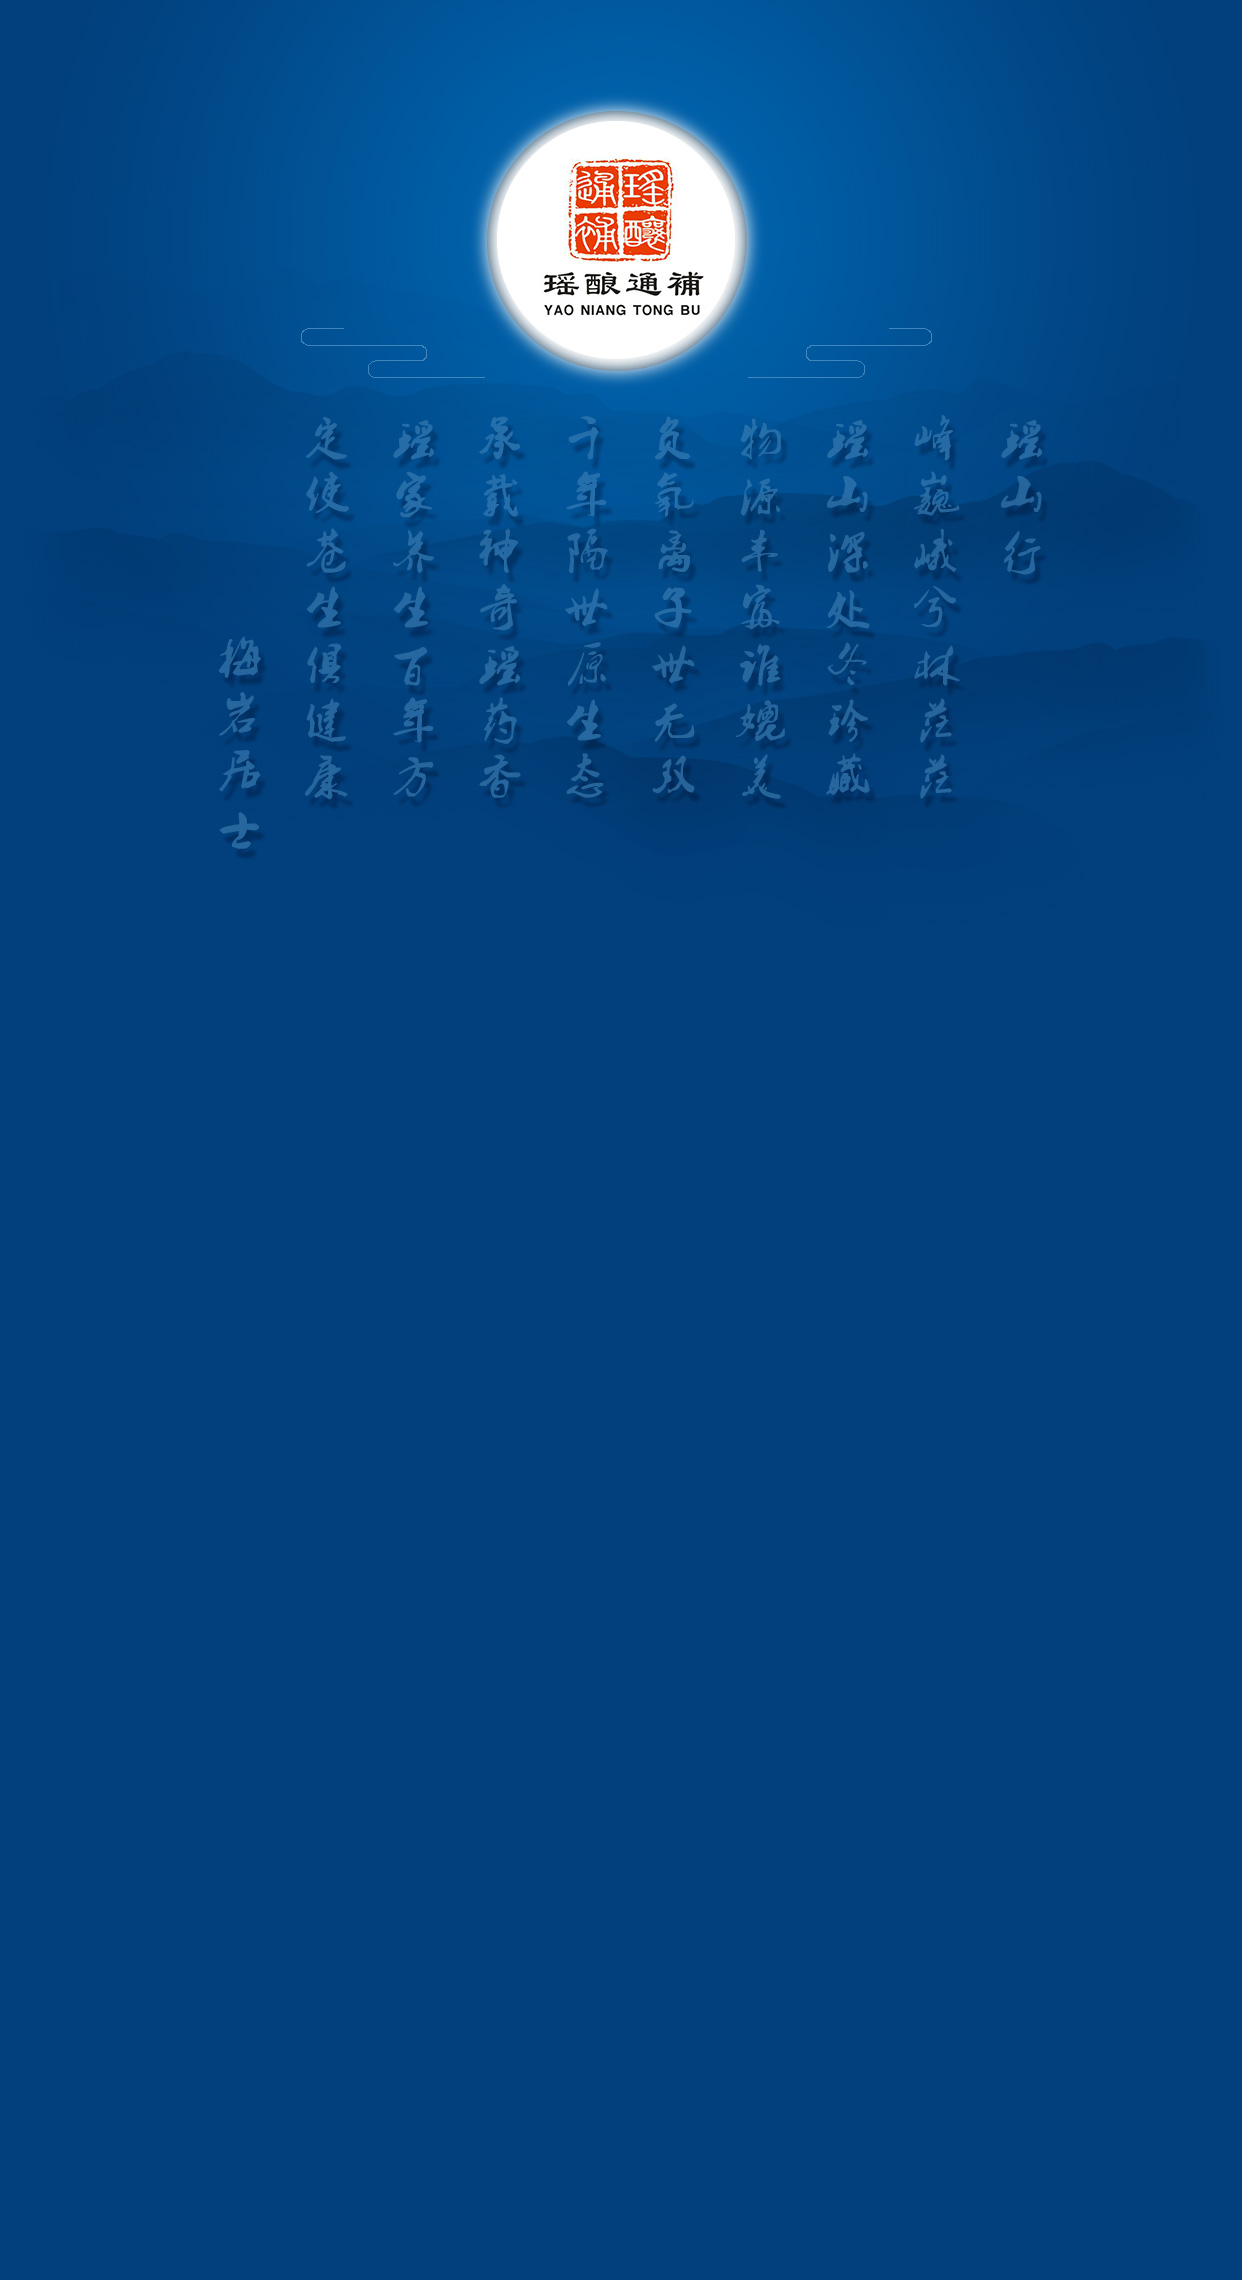 瑶酿通補
瑶酿通補
YAO NIANG TONG BU
瑶山行
峰巍峨兮林茫茫
瑶山深处冬珍藏
物源丰富谁媲美
负氧离子世无双
千年隔世原生态
承载神奇瑶药香
瑶家养生百年方
定使苍生俱健康
梅岩居士